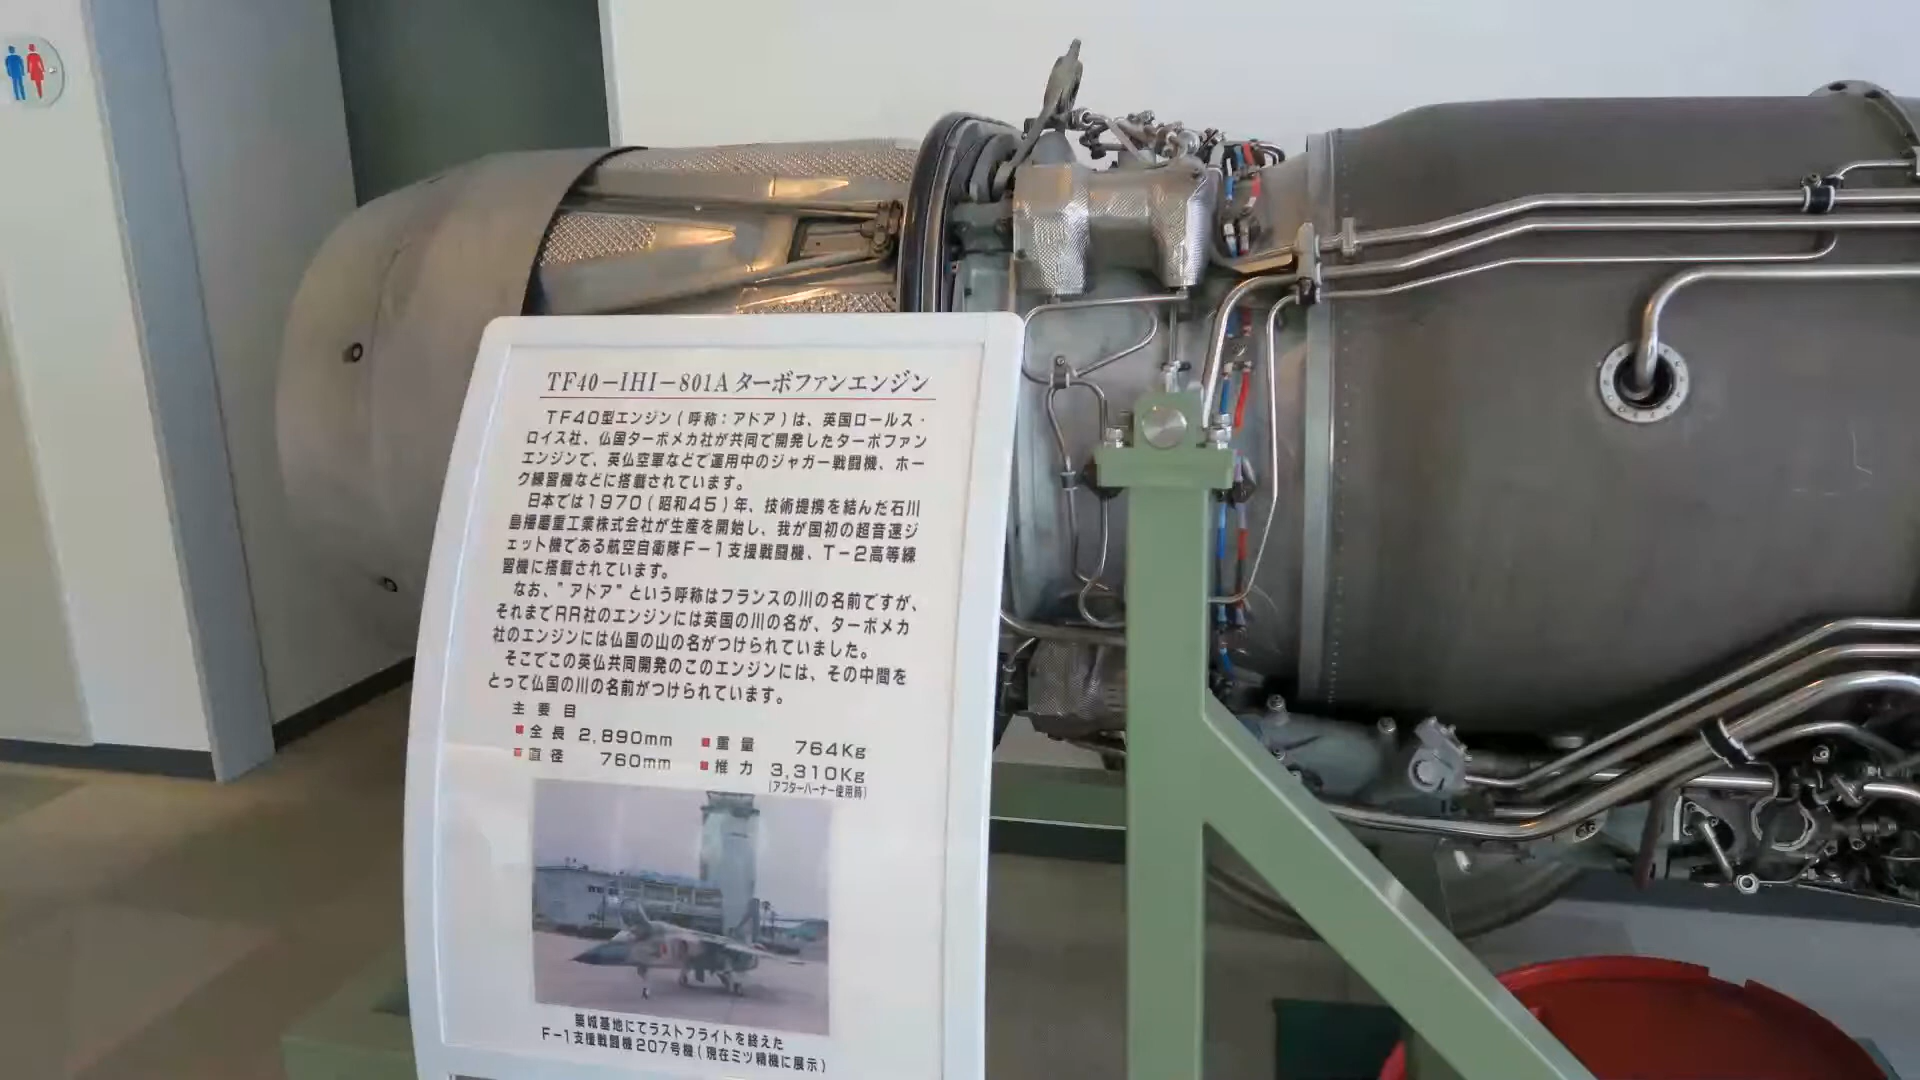 TF40-IHI-801A ターボファンエンジン
TF40型エンジン(呼称:アドア)は、英国ロールス・
ロイス社、仏国ターボメカ社が共同で開発したターボファン
エンジンで、英仏空軍などで運用中のジャガー戦闘機、ホー
ク練習機などに搭載されています。
日本では1970(昭和45)年、技術提携を結んだ石川
島播磨重工業株式会社が生産を開始し、我が国初の超音速ジ
ェット機である航空自衛隊F-1支援戦闘機、T-2高等練
習機に搭載されています。
なお、"アドア"という呼称はフランスの川の名前ですが、
それまでRR社のエンジンには英国の川の名が、ターボメカ
社のエンジンには仏国の山の名がつけられていました。
そこでこの英仏共同開発のこのエンジンには、その中間を
とって仏国の川の名前がつけられています。
主要目
■全長 2,890mm ■重量 764Kg
■直径 760mm ■推力 3,310Kg
(アフターバーナー使用時)
築城基地にてラストフライトを終えた
F-1支援戦闘機207号機(現在ミツ精機に展示)